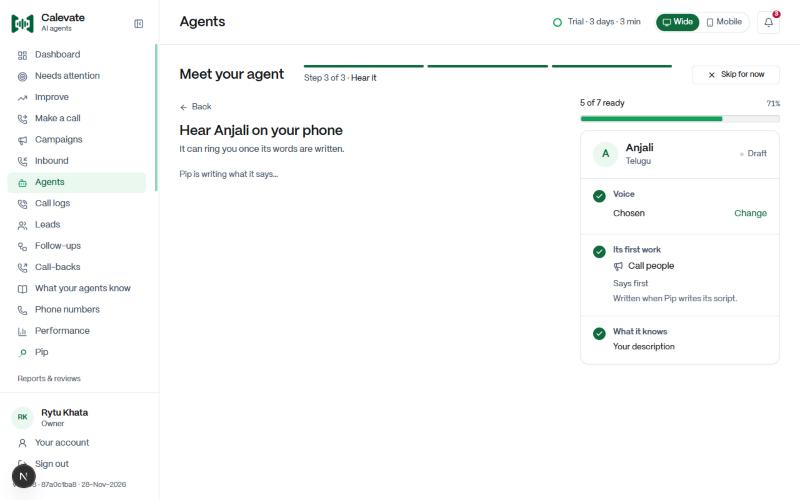 Calevate
AI agents
Dashboard
Needs attention
Improve
Make a call
Campaigns
Inbound
Agents
Call logs
Leads
Follow-ups
Call-backs
What your agents know
Phone numbers
Performance
Pip
Reports & reviews
RK
Rytu Khata
Owner
Your account
Sign out
N
87a0c1ba8 · 28-Nov-2026
Agents
Trial · 3 days · 3 min
Wide
Mobile
8
Meet your agent
Step 3 of 3 · Hear it
Skip for now
Back
Hear Anjali on your phone
It can ring you once its words are written.
Pip is writing what it says...
5 of 7 ready
71%
A
Anjali
Telugu
Draft
Voice
Chosen
Change
Its first work
Call people
Says first
Written when Pip writes its script.
What it knows
Your description